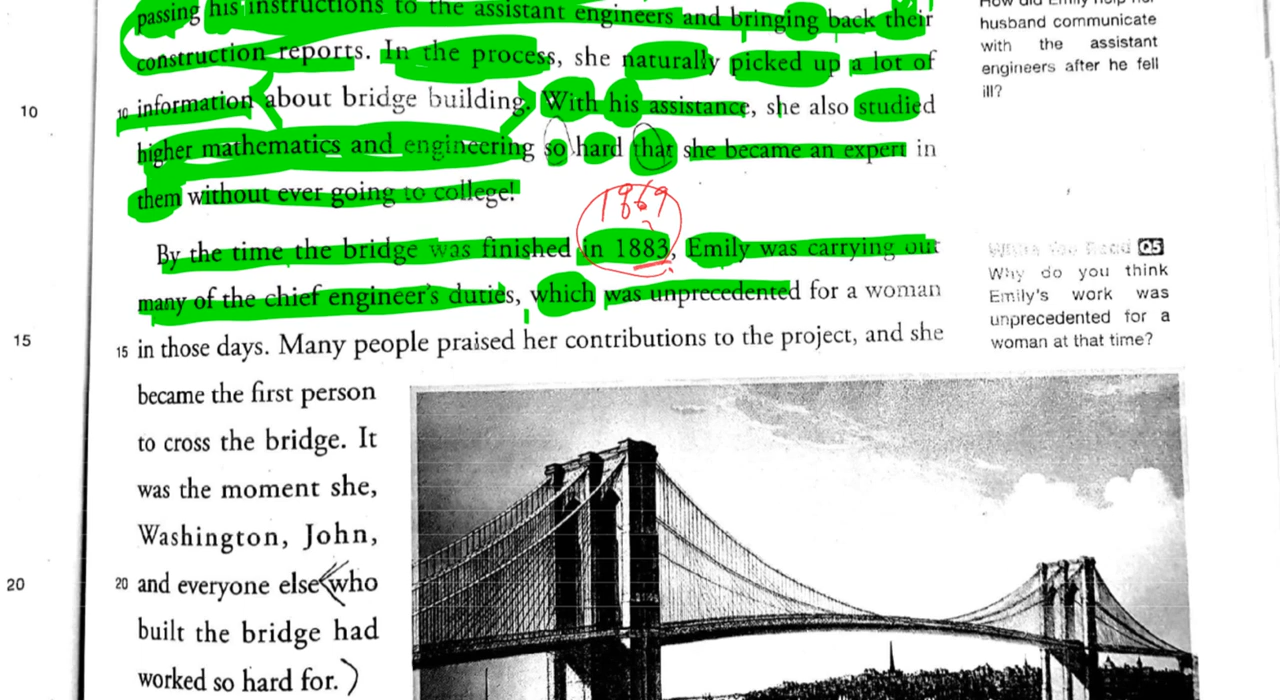 passing his instructions to the assistant engineers and bringing back their
construction reports. In the process, she naturally picked up a lot of
10 10 information about bridge building. With his assistance, she also studied
higher mathematics and engineering so hard that she became an expert in
them without ever going to college!
1869
By the time the bridge was finished in 1883, Emily was carrying out
many of the chief engineer's duties, which was unprecedented for a woman
15 15 in those days. Many people praised her contributions to the project, and she
became the first person
to cross the bridge. It
was the moment she,
Washington, John,
20 20 and everyone else who
built the bridge had
worked so hard for.)
husband communicate
with the assistant
engineers after he fell
ill?
While You Read Q5
Why do you think
Emily's work was
unprecedented for a
woman at that time?